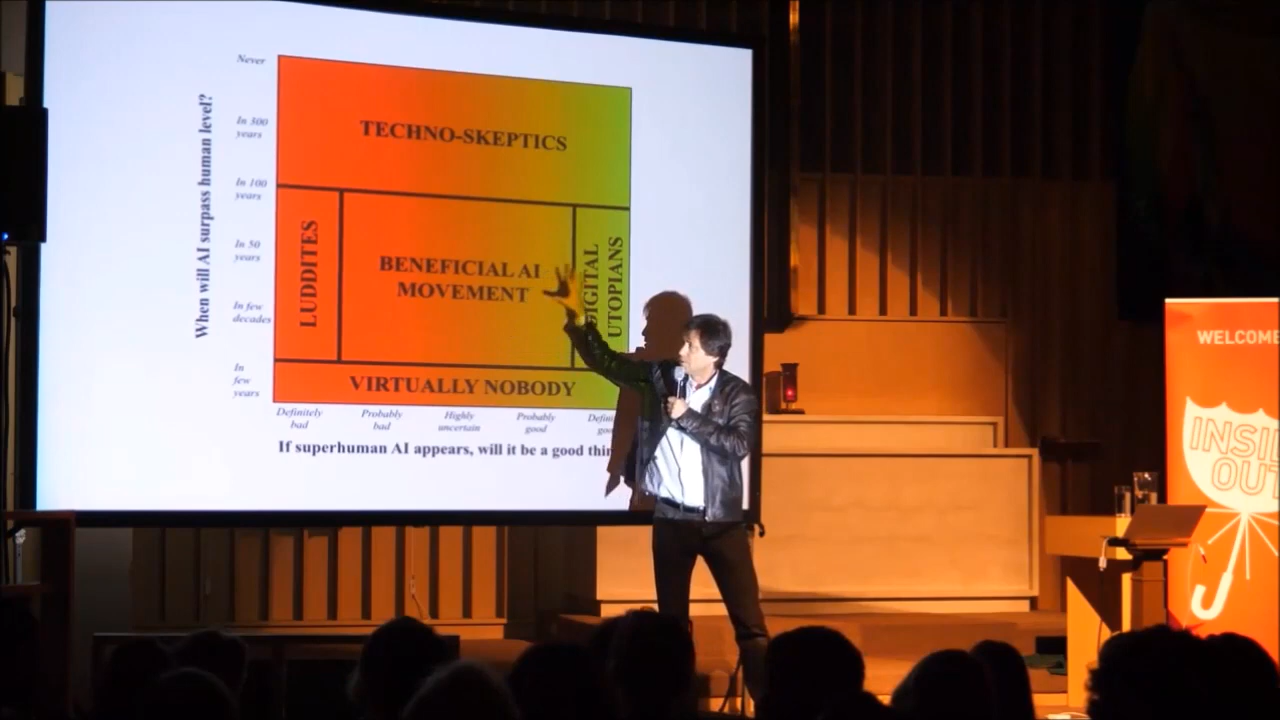 Never
In 300
years
In 100
years
In 50
years
In few
decades
In
few
years
When will AI surpass human level?
TECHNO-SKEPTICS
LUDDITES
BENEFICIAL AI
MOVEMENT
DIGITAL
UTOPIANS
VIRTUALLY NOBODY
Definitely
bad
Probably
bad
Highly
uncertain
Probably
good
If superhuman AI appears, will it be a good
WELCOME
OUT